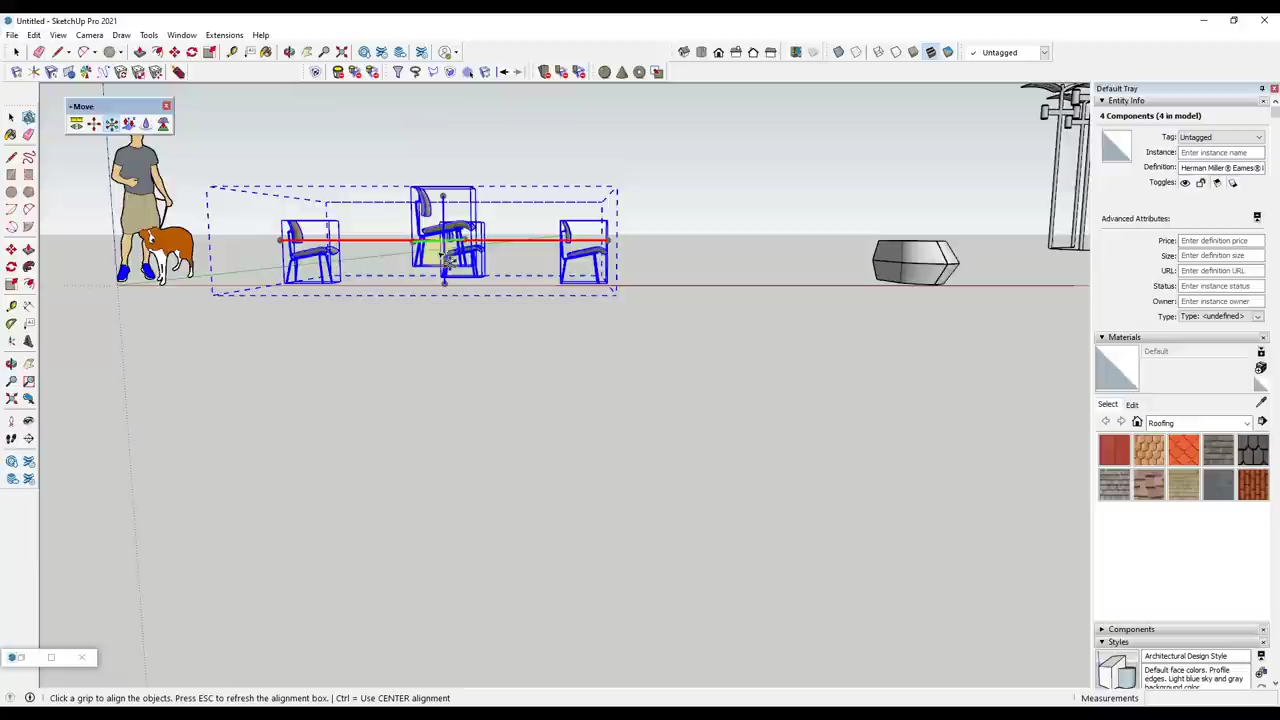 Untitled - SketchUp Pro 2021
File Edit View Camera Draw Tools Window Extensions Help
Untagged
+Move
Default Tray
Entity Info
4 Components (4 in model)
Tag: Untagged
Instance: Enter instance name
Definition: Herman Miller® Eames®
Toggles:
Advanced Attributes:
Price: Enter definition price
Size: Enter definition size
URL: Enter definition URL
Status: Enter instance status
Owner: Enter instance owner
Type: Type: <undefined>
Materials
Default
Select Edit
Roofing
Components
Styles
Architectural Design Style
Default face colors. Profile
edges. Light blue sky and gray
background color.
Click a grip to align the objects. Press ESC to refresh the alignment box. | Ctrl = Use CENTER alignment
Measurements